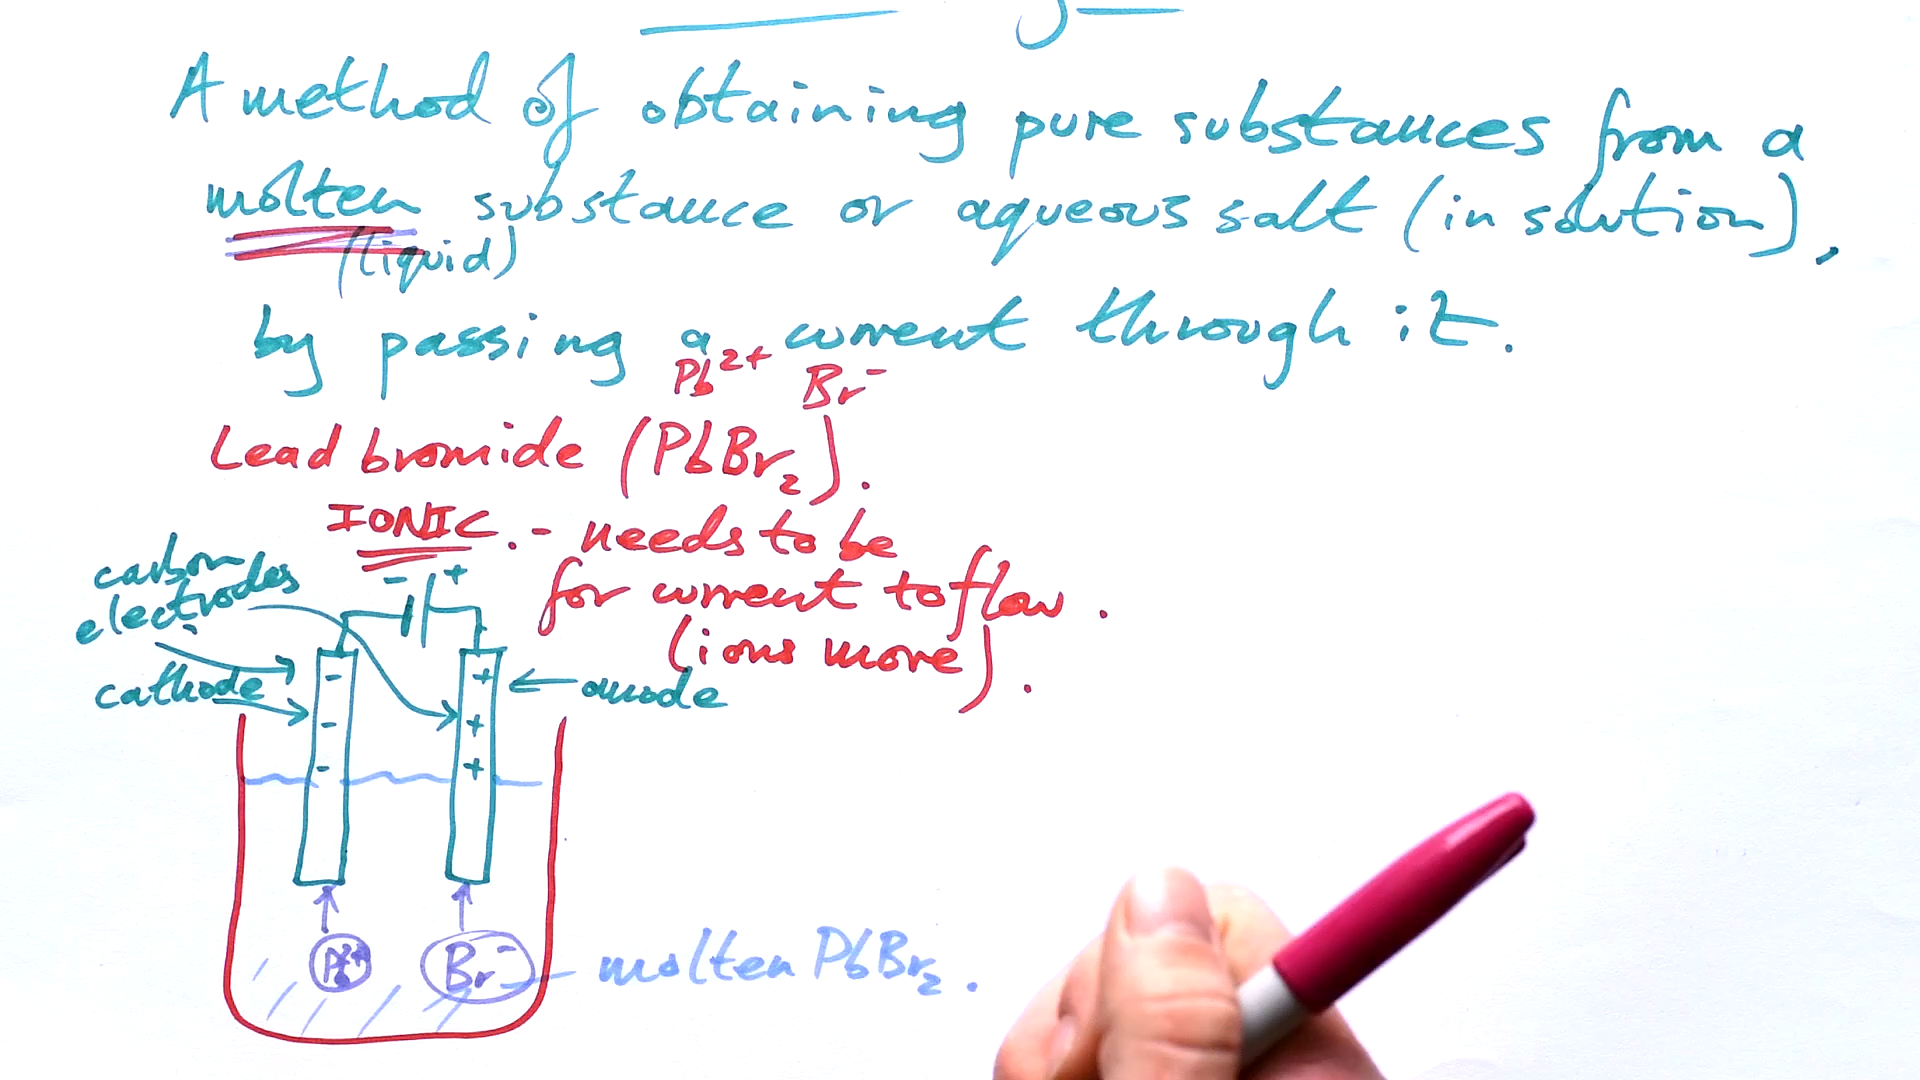 A method of obtaining pure substances from a
molten substance or aqueous salt (in solution),
(liquid)
by passing a current through it.
Pb²⁺ Br⁻
Lead bromide (PbBr₂).
IONIC. - needs to be
for current to flow.
(ions move).
carbon
electrodes
- +
cathode
anode
-
-
-
+
+
+
Pb²⁺
Br⁻
molten PbBr₂.